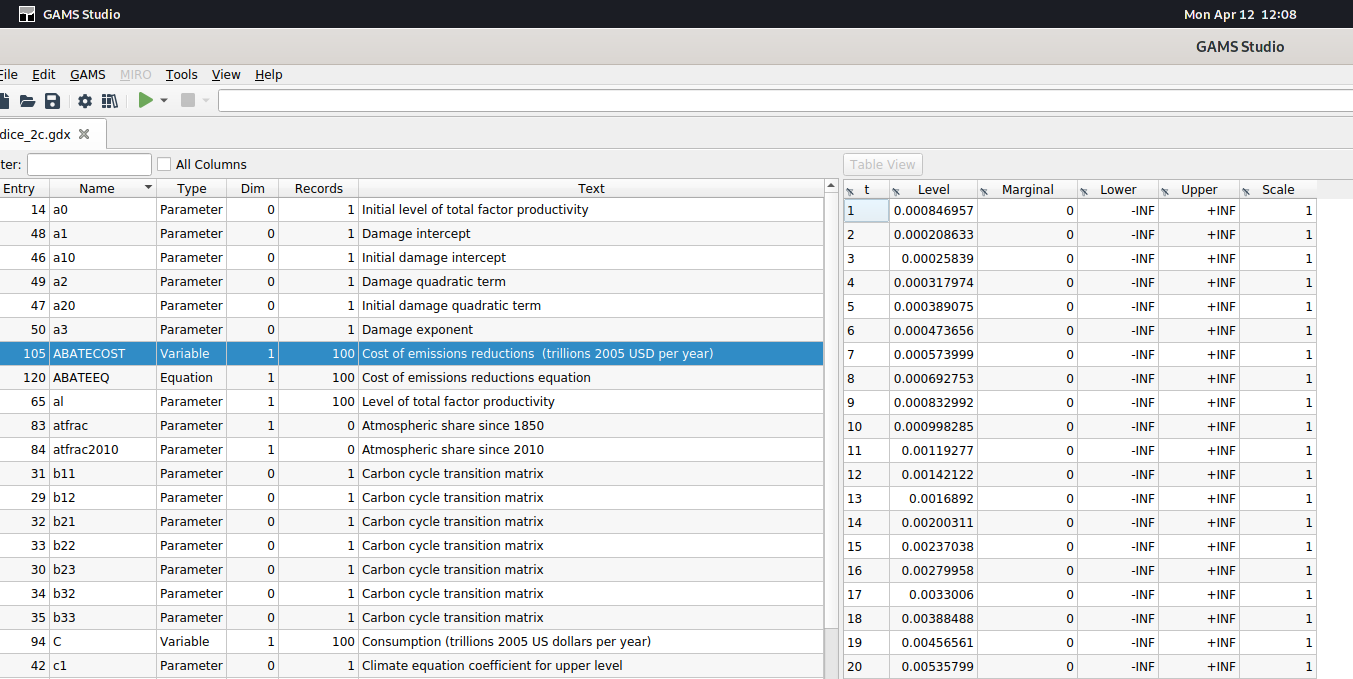 GAMS Studio Mon Apr 12 12:08
GAMS Studio
File Edit GAMS MIRO Tools View Help
dice_2c.gdx
ter: All Columns Table View
Entry Name Type Dim Records Text t Level Marginal Lower Upper Scale
14 a0 Parameter 0 1 Initial level of total factor productivity 1 0.000846957 0 -INF +INF 1
48 a1 Parameter 0 1 Damage intercept 2 0.000208633 0 -INF +INF 1
46 a10 Parameter 0 1 Initial damage intercept 3 0.00025839 0 -INF +INF 1
49 a2 Parameter 0 1 Damage quadratic term 4 0.000317974 0 -INF +INF 1
47 a20 Parameter 0 1 Initial damage quadratic term 5 0.000389075 0 -INF +INF 1
50 a3 Parameter 0 1 Damage exponent 6 0.000473656 0 -INF +INF 1
105 ABATECOST Variable 1 100 Cost of emissions reductions (trillions 2005 USD per year) 7 0.000573999 0 -INF +INF 1
120 ABATEEQ Equation 1 100 Cost of emissions reductions equation 8 0.000692753 0 -INF +INF 1
65 al Parameter 1 100 Level of total factor productivity 9 0.000832992 0 -INF +INF 1
83 atfrac Parameter 1 0 Atmospheric share since 1850 10 0.000998285 0 -INF +INF 1
84 atfrac2010 Parameter 1 0 Atmospheric share since 2010 11 0.00119277 0 -INF +INF 1
31 b11 Parameter 0 1 Carbon cycle transition matrix 12 0.00142122 0 -INF +INF 1
29 b12 Parameter 0 1 Carbon cycle transition matrix 13 0.0016892 0 -INF +INF 1
32 b21 Parameter 0 1 Carbon cycle transition matrix 14 0.00200311 0 -INF +INF 1
33 b22 Parameter 0 1 Carbon cycle transition matrix 15 0.00237038 0 -INF +INF 1
30 b23 Parameter 0 1 Carbon cycle transition matrix 16 0.00279958 0 -INF +INF 1
34 b32 Parameter 0 1 Carbon cycle transition matrix 17 0.0033006 0 -INF +INF 1
35 b33 Parameter 0 1 Carbon cycle transition matrix 18 0.00388488 0 -INF +INF 1
94 C Variable 1 100 Consumption (trillions 2005 US dollars per year) 19 0.00456561 0 -INF +INF 1
42 c1 Parameter 0 1 Climate equation coefficient for upper level 20 0.00535799 0 -INF +INF 1